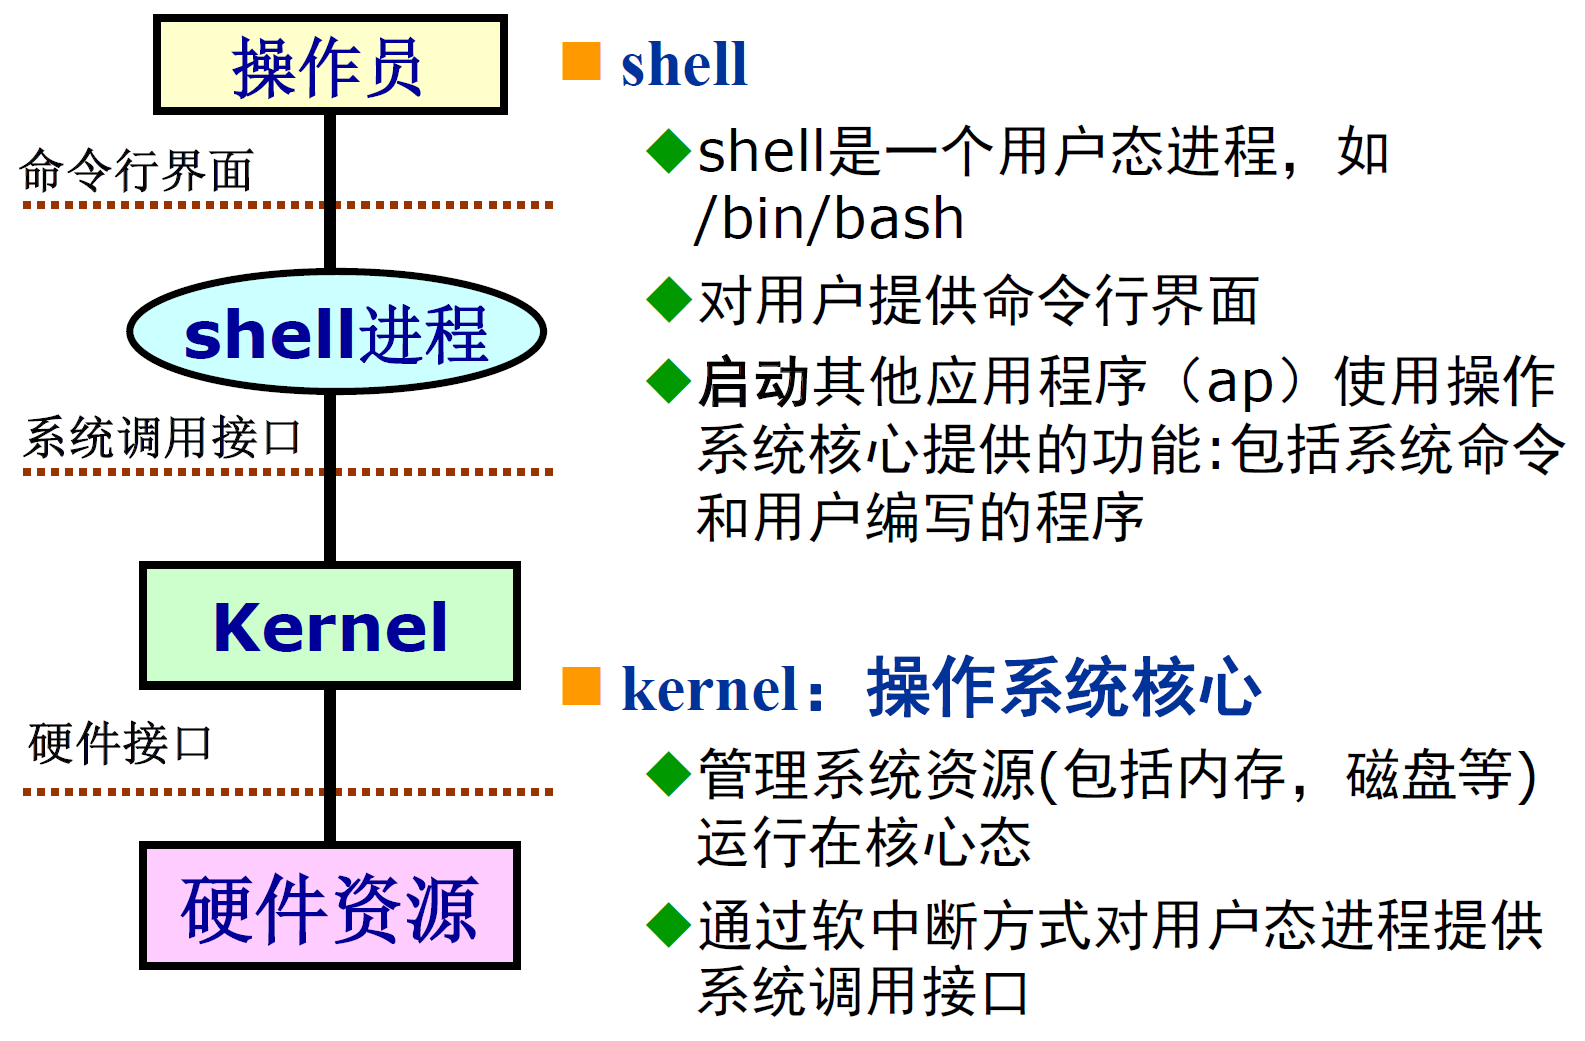 操作员
命令行界面
shell进程
系统调用接口
Kernel
硬件接口
硬件资源
shell
shell是一个用户态进程，如
/bin/bash
对用户提供命令行界面
启动其他应用程序（ap）使用操作
系统核心提供的功能:包括系统命令
和用户编写的程序
kernel：操作系统核心
管理系统资源(包括内存，磁盘等)
运行在核心态
通过软中断方式对用户态进程提供
系统调用接口